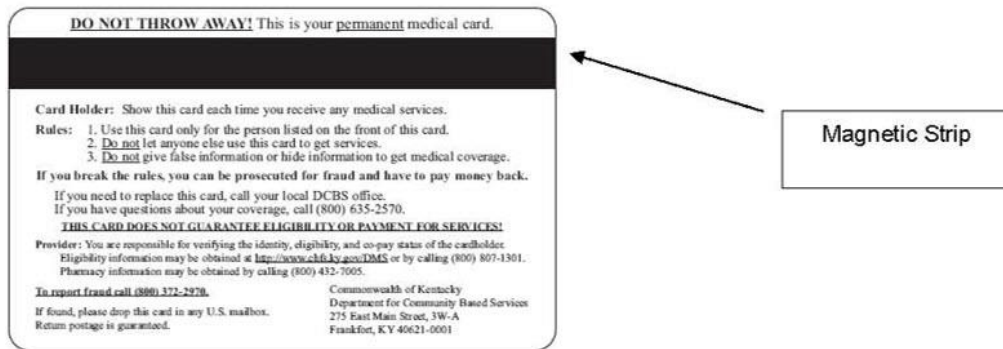 DO NOT THROW AWAY! This is your permanent medical card.
Magnetic Strip
Card Holder: Show this card each time you receive any medical services.
Rules: 1. Use this card only for the person listed on the front of this card.
2. Do not let anyone else use this card to get services.
3. Do not give false information or hide information to get medical coverage.
If you break the rules, you can be prosecuted for fraud and have to pay money back.
If you need to replace this card, call your local DCBS office.
If you have questions about your coverage, call (800) 635-2570.
THIS CARD DOES NOT GUARANTEE ELIGIBILITY OR PAYMENT FOR SERVICES!
Provider: You are responsible for verifying the identity, eligibility, and co-pay status of the cardholder.
Eligibility information may be obtained at http://www.chfs.ky.gov/DMS or by calling (800) 807-1301.
Pharmacy information may be obtained by calling (800) 432-7005.
To report fraud call (800) 372-2970.
If found, please drop this card in any U.S. mailbox.
Return postage is guaranteed.
Commonwealth of Kentucky
Department for Community Based Services
275 East Main Street, 3W-A
Frankfort, KY 40621-0001